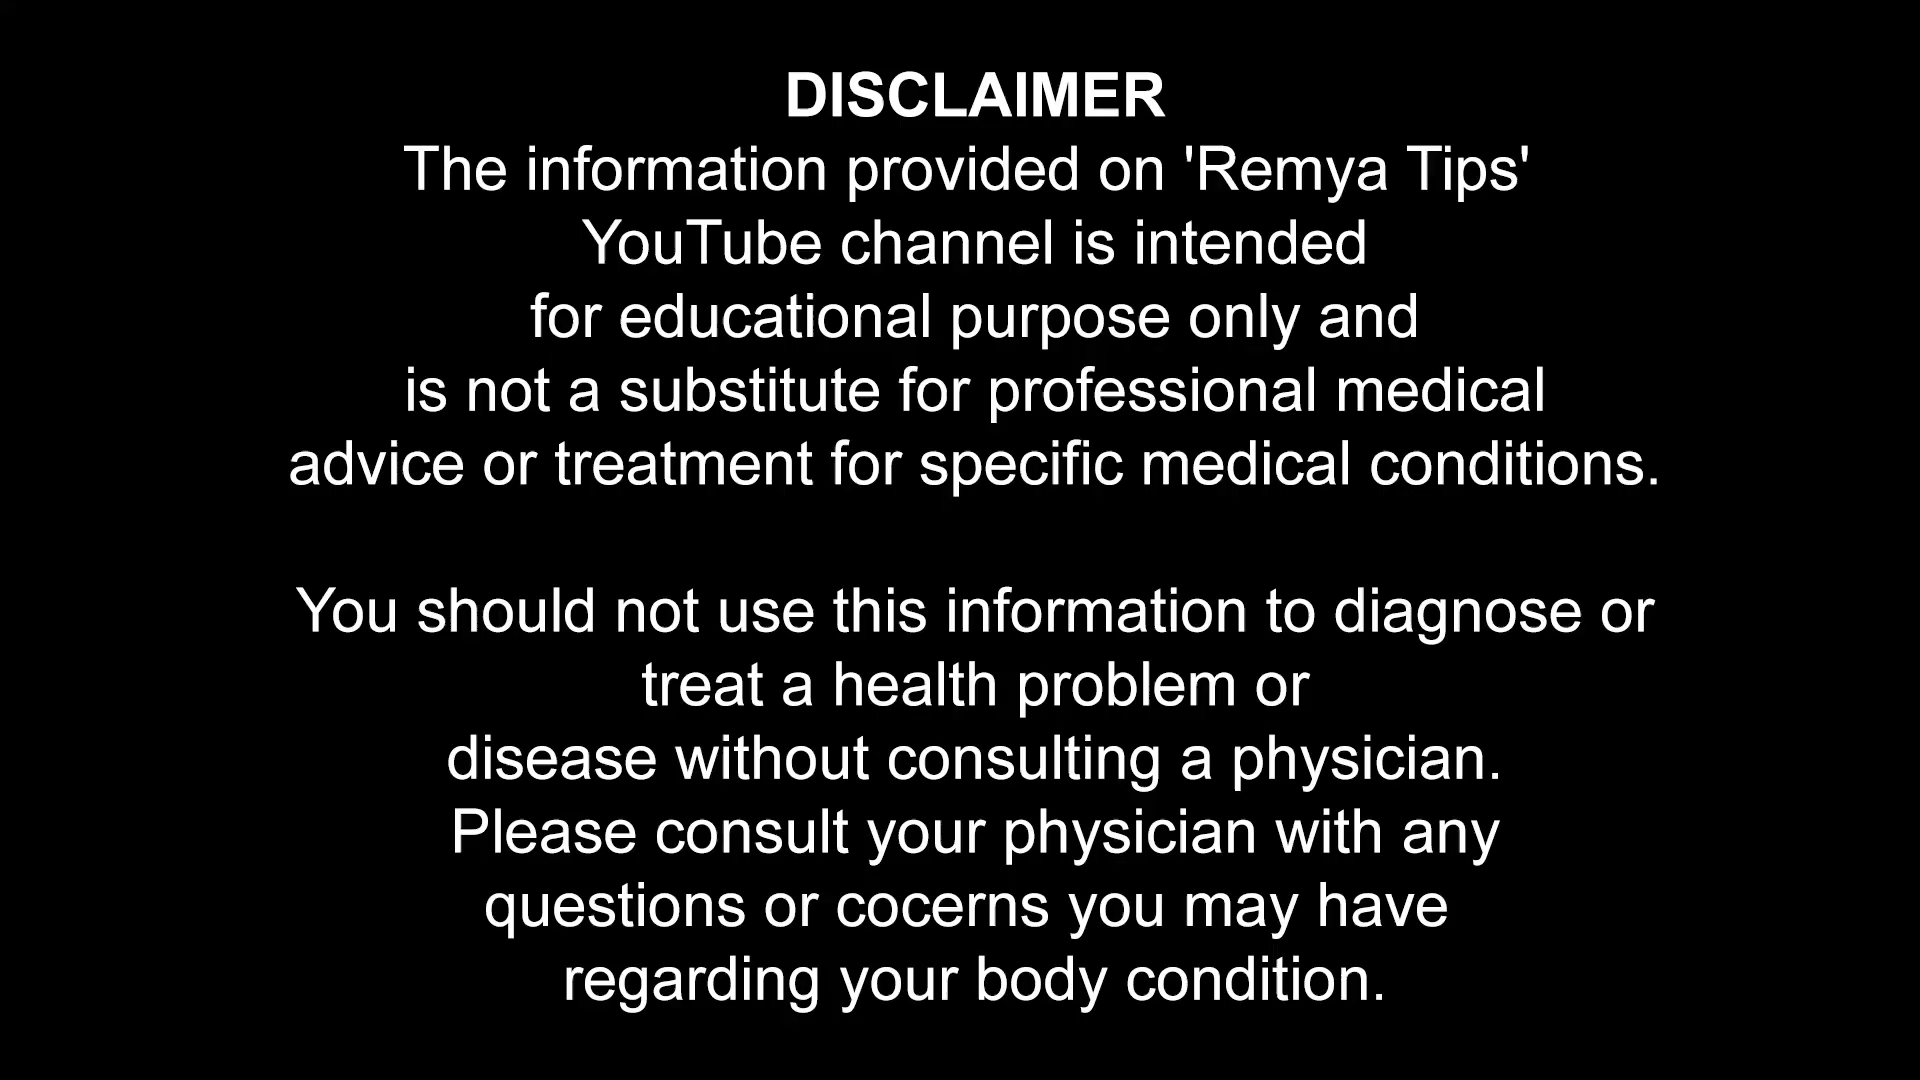 DISCLAIMER
The information provided on 'Remya Tips'
YouTube channel is intended
for educational purpose only and
is not a substitute for professional medical
advice or treatment for specific medical conditions.
You should not use this information to diagnose or
treat a health problem or
disease without consulting a physician.
Please consult your physician with any
questions or cocerns you may have
regarding your body condition.